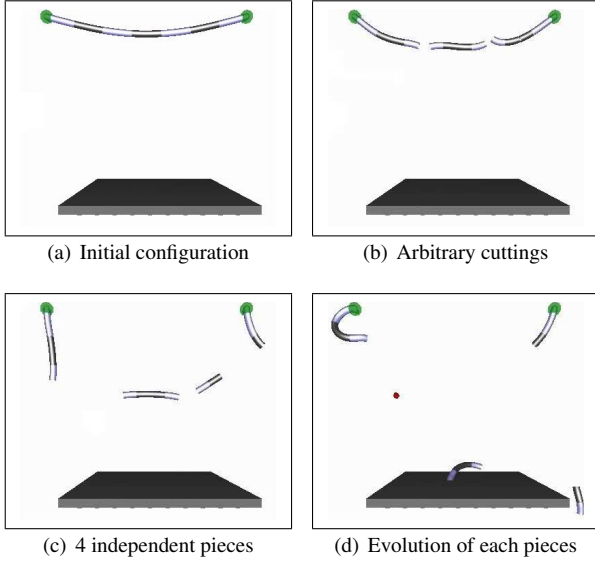 (a) Initial configuration
(b) Arbitrary cuttings
(c) 4 independent pieces
(d) Evolution of each pieces